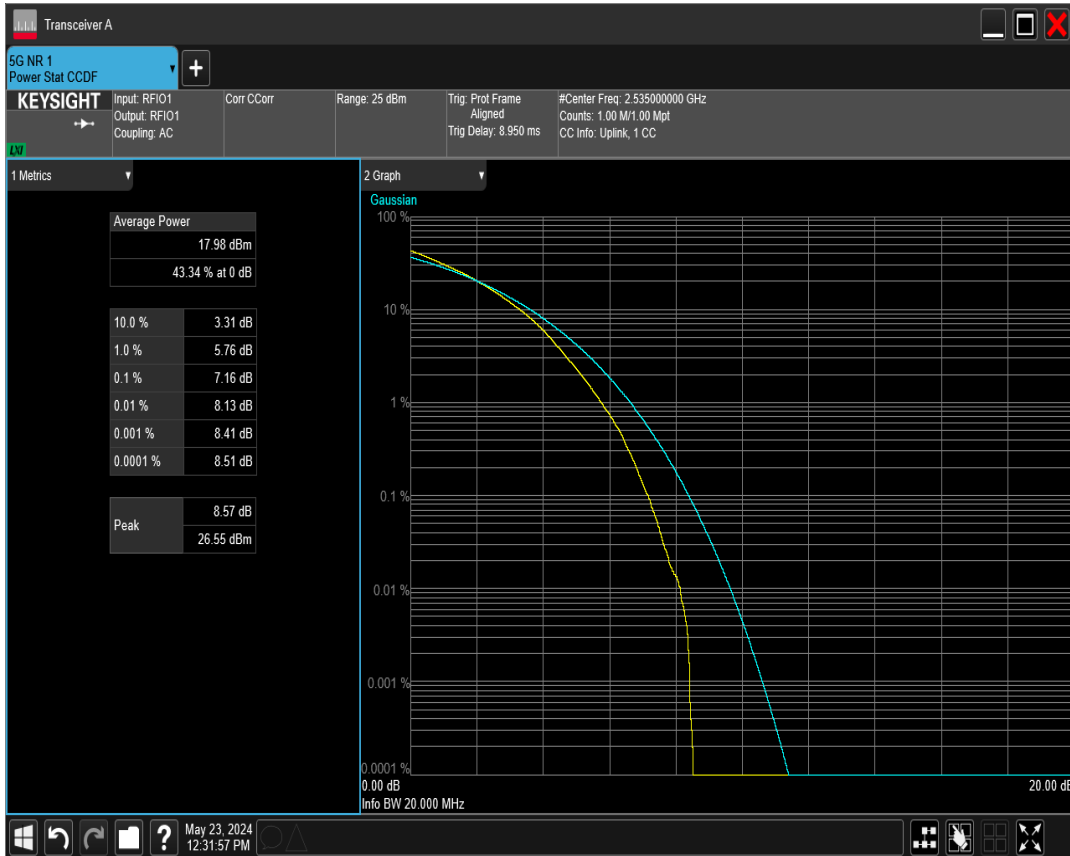 Transceiver A
5G NR 1
Power Stat CCDF
+
KEYSIGHT
LXI
Input: RFIO1
Output: RFIO1
Coupling: AC
Corr CCorr
Range: 25 dBm
Trig: Prot Frame
Aligned
Trig Delay: 8.950 ms
#Center Freq: 2.535000000 GHz
Counts: 1.00 M/1.00 Mpt
CC Info: Uplink, 1 CC
1 Metrics
Average Power
17.98 dBm
43.34 % at 0 dB
10.0 % 3.31 dB
1.0 % 5.76 dB
0.1 % 7.16 dB
0.01 % 8.13 dB
0.001 % 8.41 dB
0.0001 % 8.51 dB
Peak 8.57 dB
26.55 dBm
2 Graph
Gaussian
100 %
10 %
1 %
0.1 %
0.01 %
0.001 %
0.0001 %
0.00 dB 20.00 dB
Info BW 20.000 MHz
?
May 23, 2024
12:31:57 PM